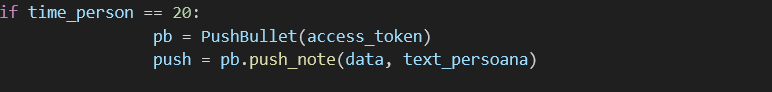 if time_person == 20:
pb = PushBullet(access_token)
push = pb.push_note(data, text_persoana)